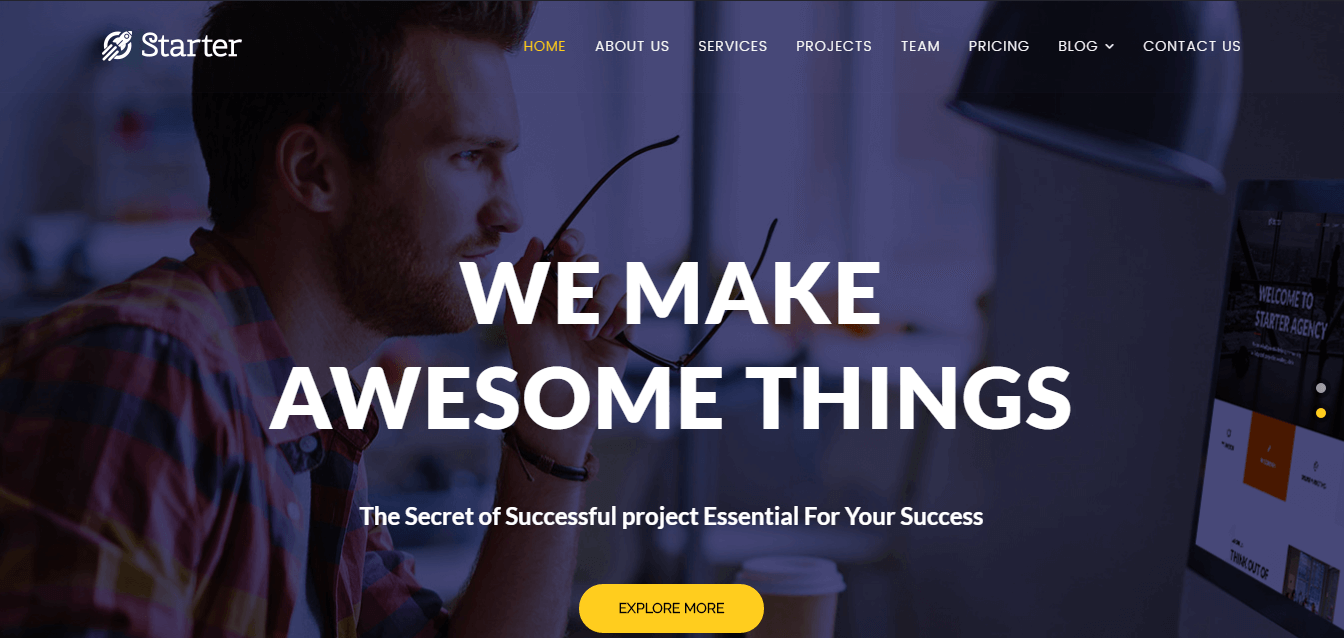 Starter
HOME ABOUT US SERVICES PROJECTS TEAM PRICING BLOG CONTACT US
WE MAKE
AWESOME THINGS
The Secret of Successful project Essential For Your Success
EXPLORE MORE
WELCOME TO
STARTER AGENCY
THINK OUT OF